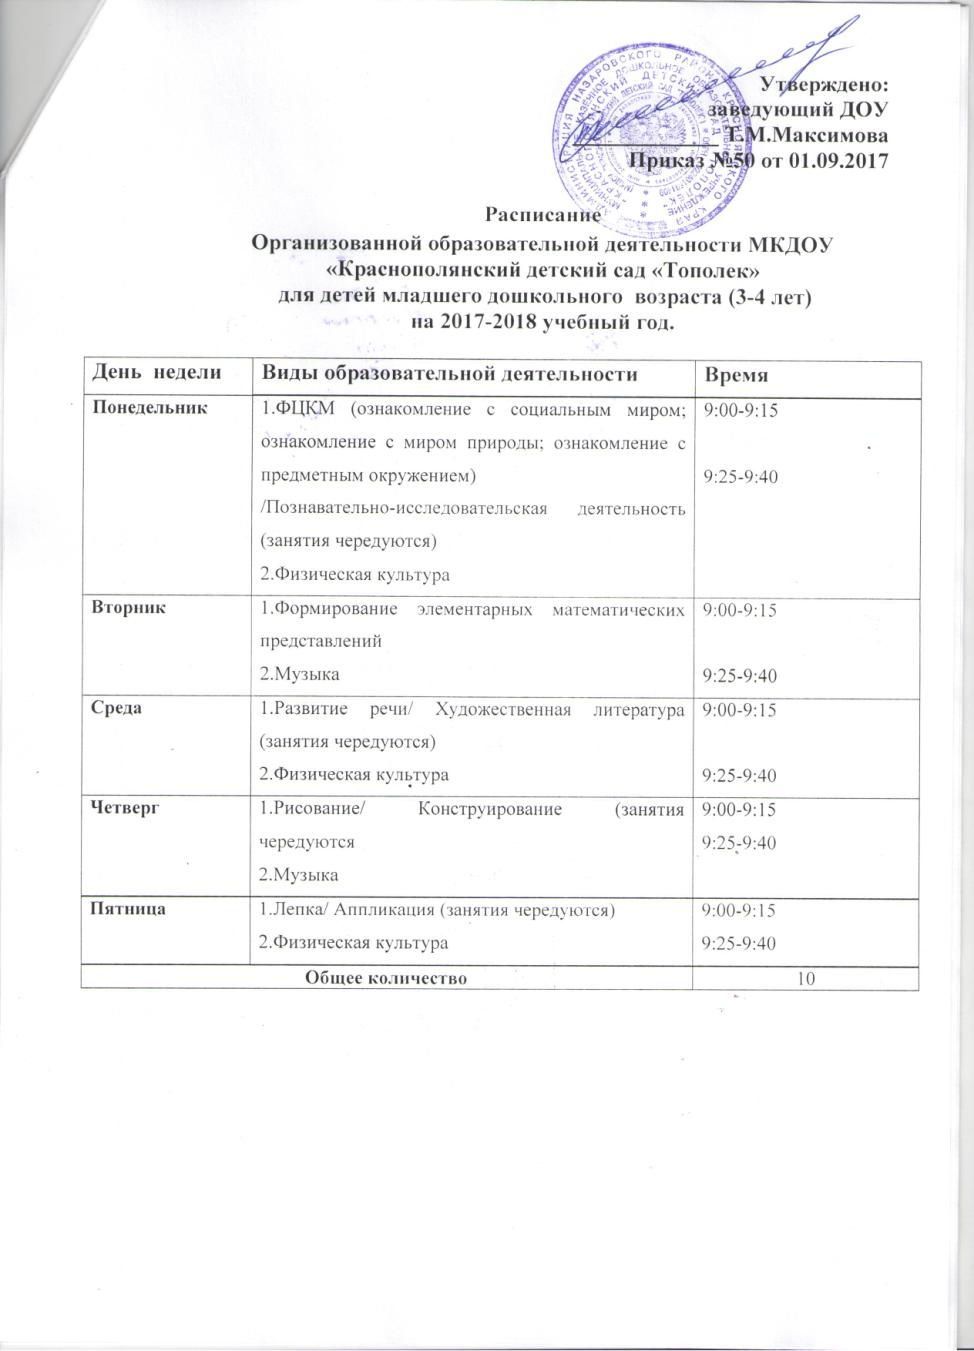 Утверждено:
заведующий ДОУ
Т.М.Максимова
Приказ №50 от 01.09.2017
Расписание
Организованной образовательной деятельности МКДОУ
«Краснополянский детский сад «Тополек»
для детей младшего дошкольного возраста (3-4 лет)
на 2017-2018 учебный год.
День недели Виды образовательной деятельности Время
Понедельник 1.ФЦКМ (ознакомление с социальным миром; 9:00-9:15
ознакомление с миром природы; ознакомление с
предметным окружением) 9:25-9:40
/Познавательно-исследовательская деятельность
(занятия чередуются)
2.Физическая культура
Вторник 1.Формирование элементарных математических 9:00-9:15
представлений
2.Музыка 9:25-9:40
Среда 1.Развитие речи/ Художественная литература 9:00-9:15
(занятия чередуются)
2.Физическая культура 9:25-9:40
Четверг 1.Рисование/ Конструирование (занятия 9:00-9:15
чередуются 9:25-9:40
2.Музыка
Пятница 1.Лепка/ Аппликация (занятия чередуются) 9:00-9:15
2.Физическая культура 9:25-9:40
Общее количество 10